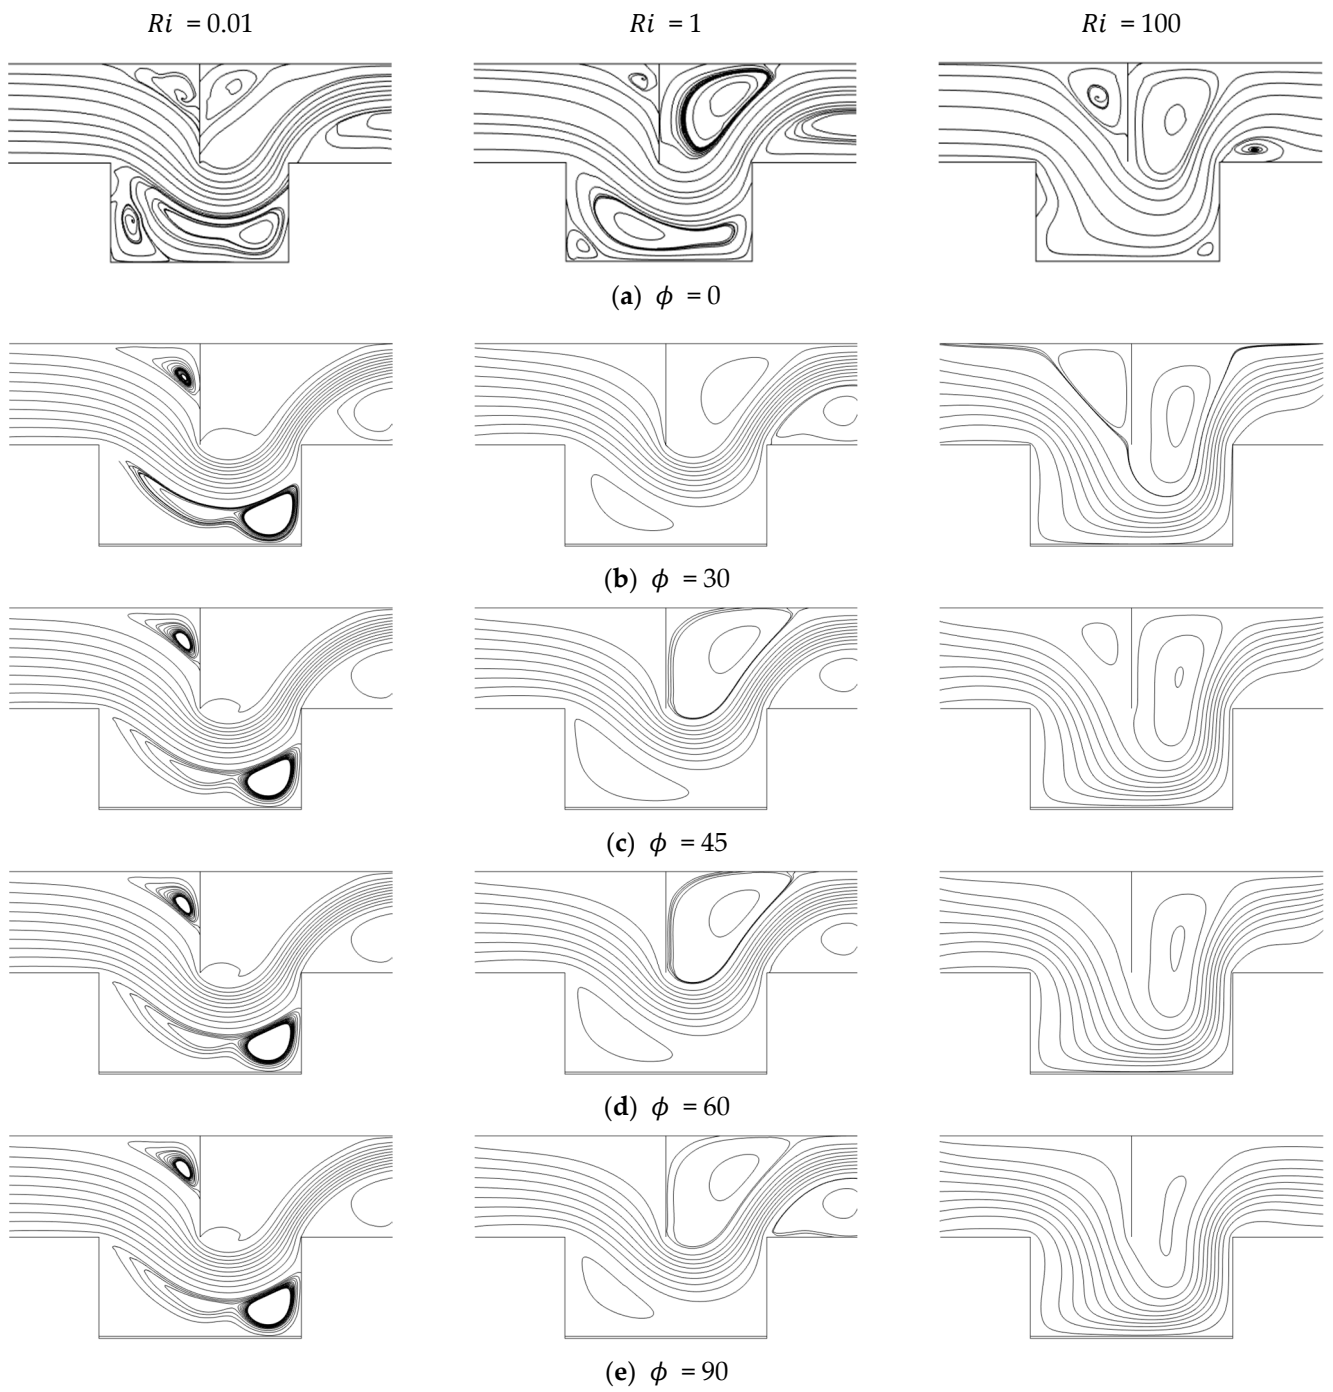 Ri = 0.01 Ri = 1 Ri = 100
(a) ϕ = 0
(b) ϕ = 30
(c) ϕ = 45
(d) ϕ = 60
(e) ϕ = 90